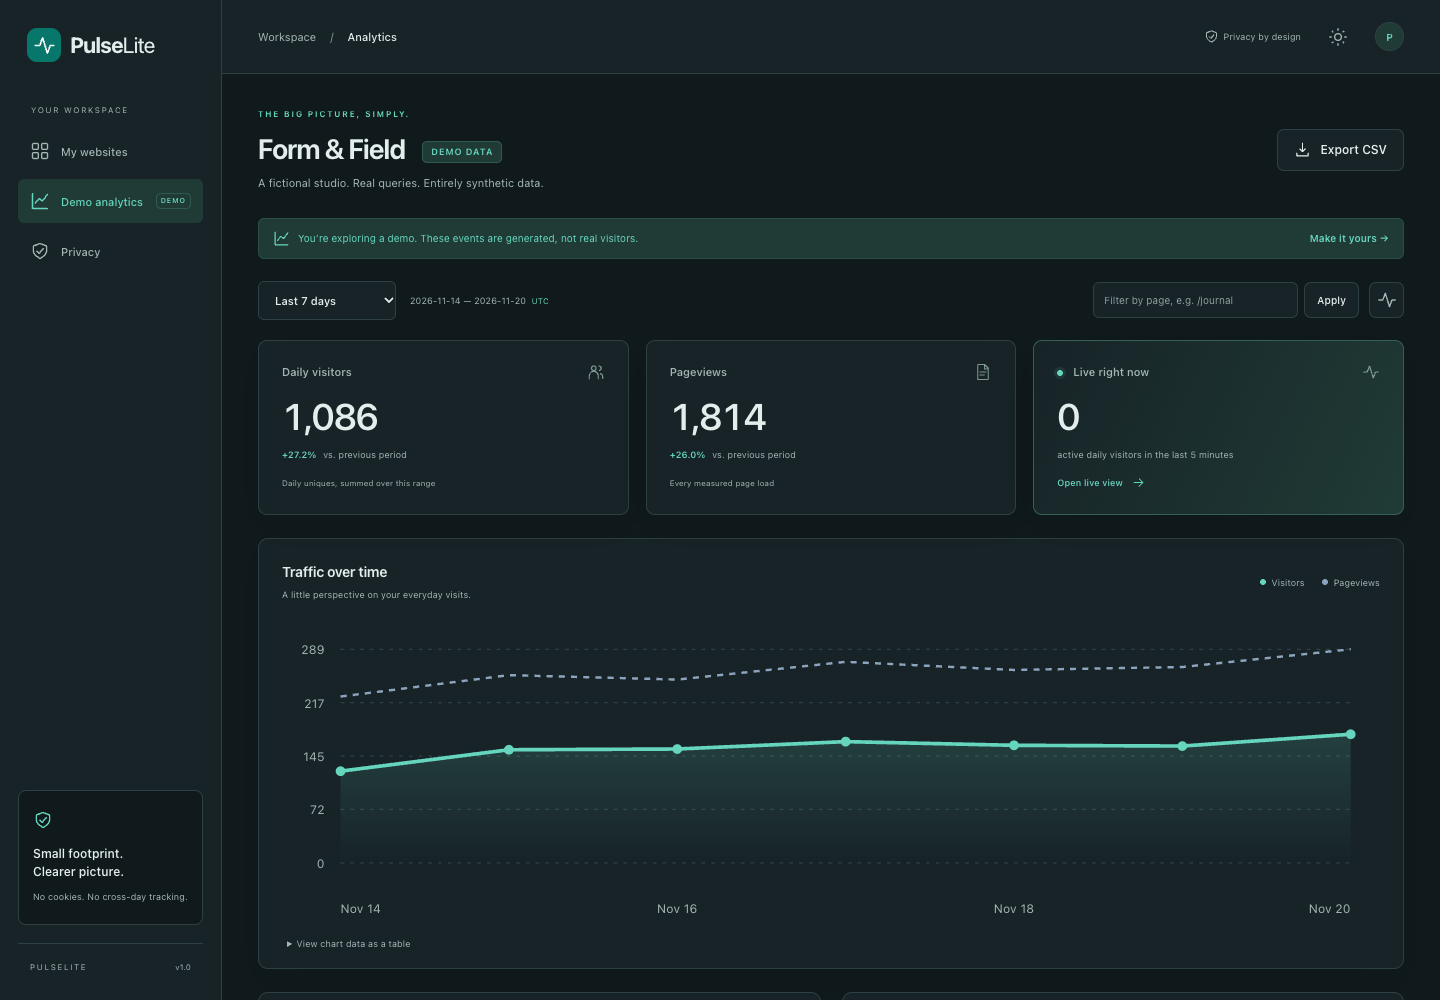 PulseLite
YOUR WORKSPACE
My websites
Demo analytics DEMO
Privacy
Small footprint.
Clearer picture.
No cookies. No cross-day tracking.
PULSELITE v1.0
Workspace / Analytics
Privacy by design
P
THE BIG PICTURE, SIMPLY.
Form & Field DEMO DATA
A fictional studio. Real queries. Entirely synthetic data.
Export CSV
You're exploring a demo. These events are generated, not real visitors.
Make it yours →
Last 7 days
2026-11-14 — 2026-11-20 UTC
Filter by page, e.g. /journal
Apply
Daily visitors
1,086
+27.2% vs. previous period
Daily uniques, summed over this range
Pageviews
1,814
+26.0% vs. previous period
Every measured page load
Live right now
0
active daily visitors in the last 5 minutes
Open live view →
Traffic over time
A little perspective on your everyday visits.
Visitors Pageviews
289
217
145
72
0
Nov 14 Nov 16 Nov 18 Nov 20
View chart data as a table